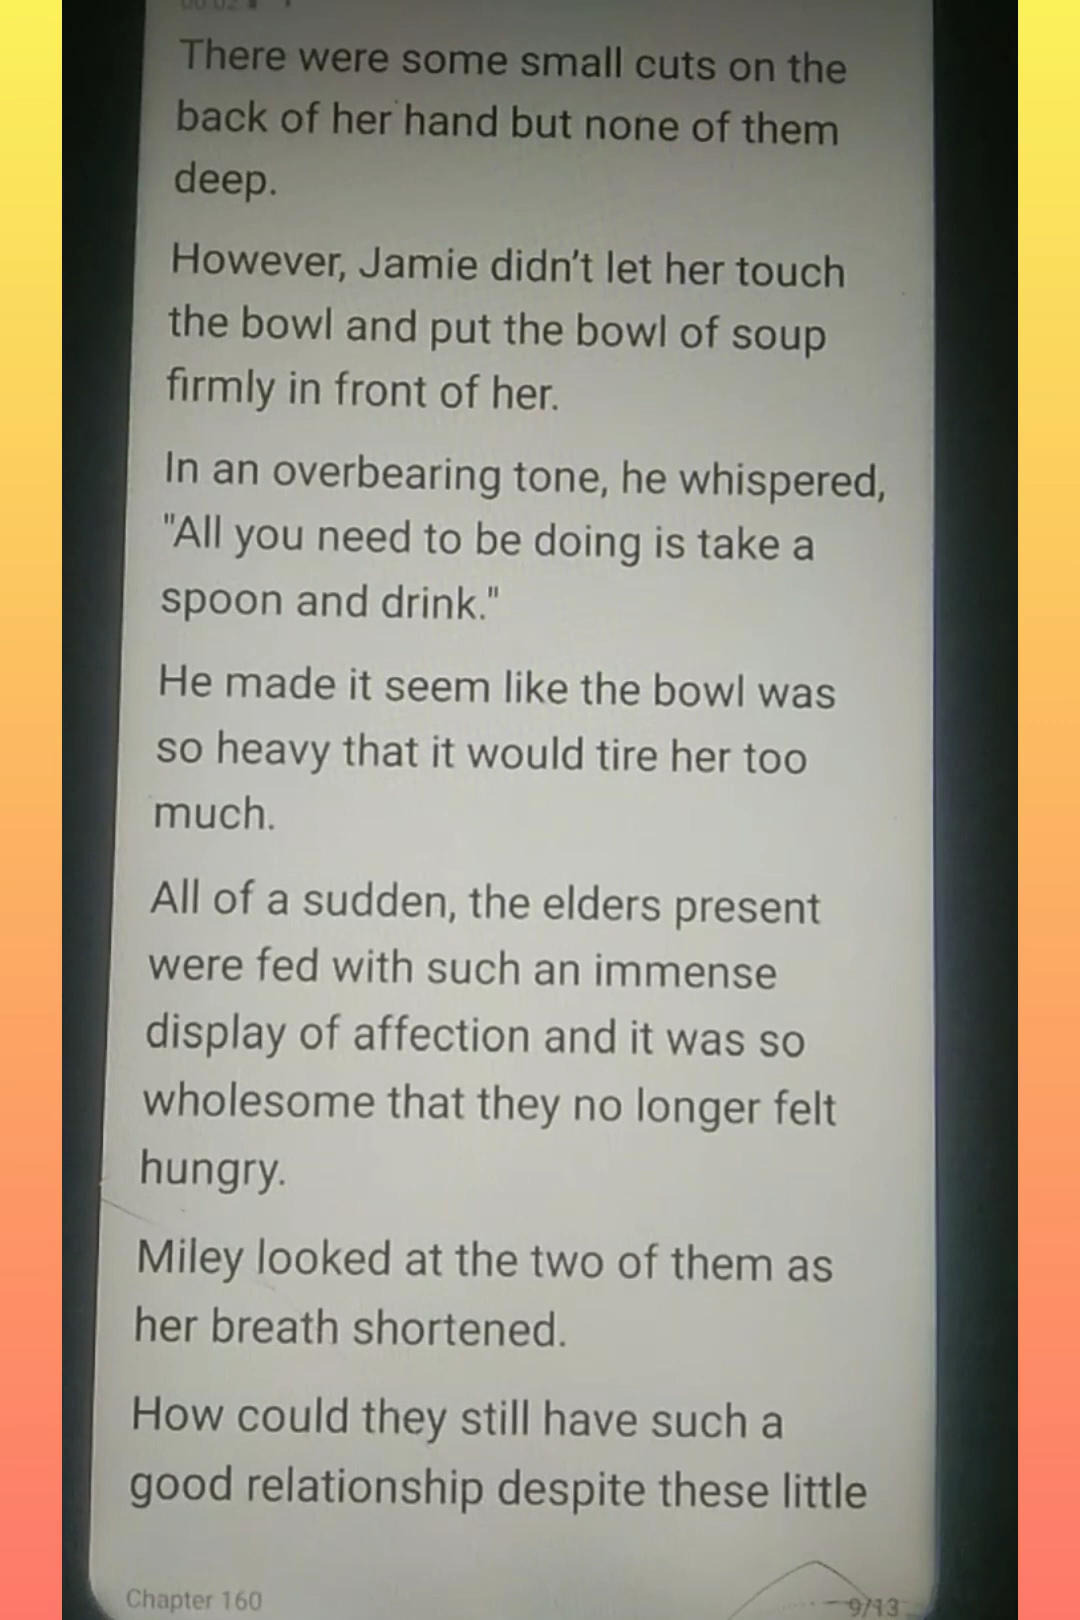 There were some small cuts on the
back of her hand but none of them
deep.
However, Jamie didn't let her touch
the bowl and put the bowl of soup
firmly in front of her.
In an overbearing tone, he whispered,
"All you need to be doing is take a
spoon and drink."
He made it seem like the bowl was
so heavy that it would tire her too
much.
All of a sudden, the elders present
were fed with such an immense
display of affection and it was so
wholesome that they no longer felt
hungry.
Miley looked at the two of them as
her breath shortened.
How could they still have such a
good relationship despite these little
Chapter 160
9/13